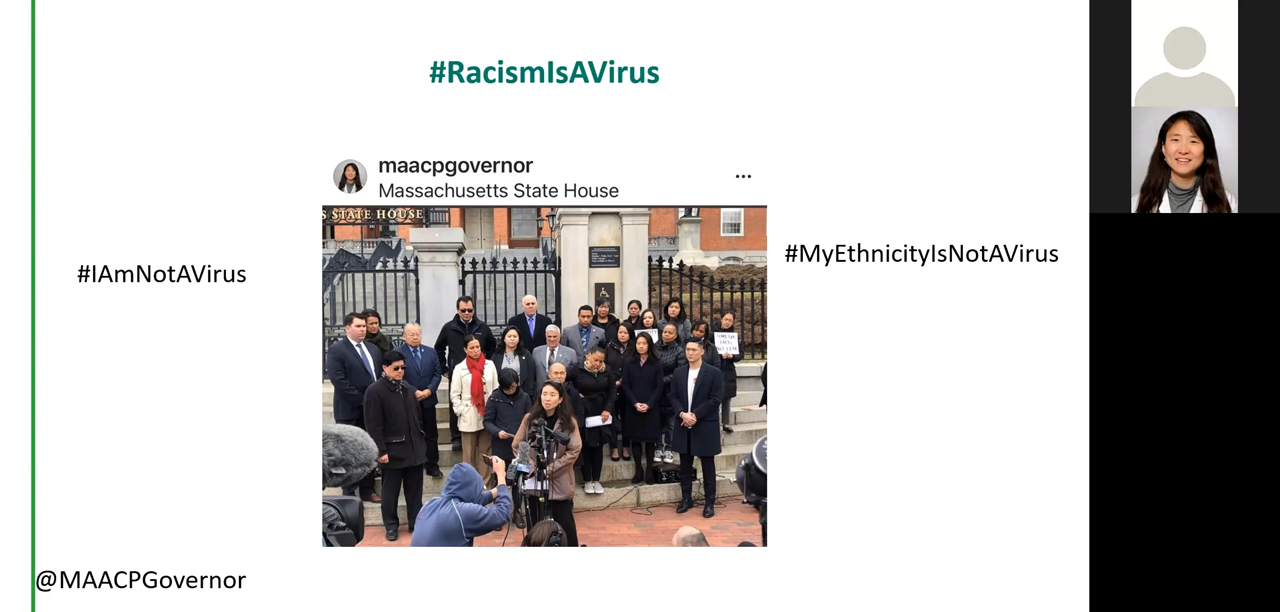 #RacismIsAVirus
maacpgovernor
Massachusetts State House
S STATE HOUSE
#IAmNotAVirus
#MyEthnicityIsNotAVirus
@MAACPGovernor